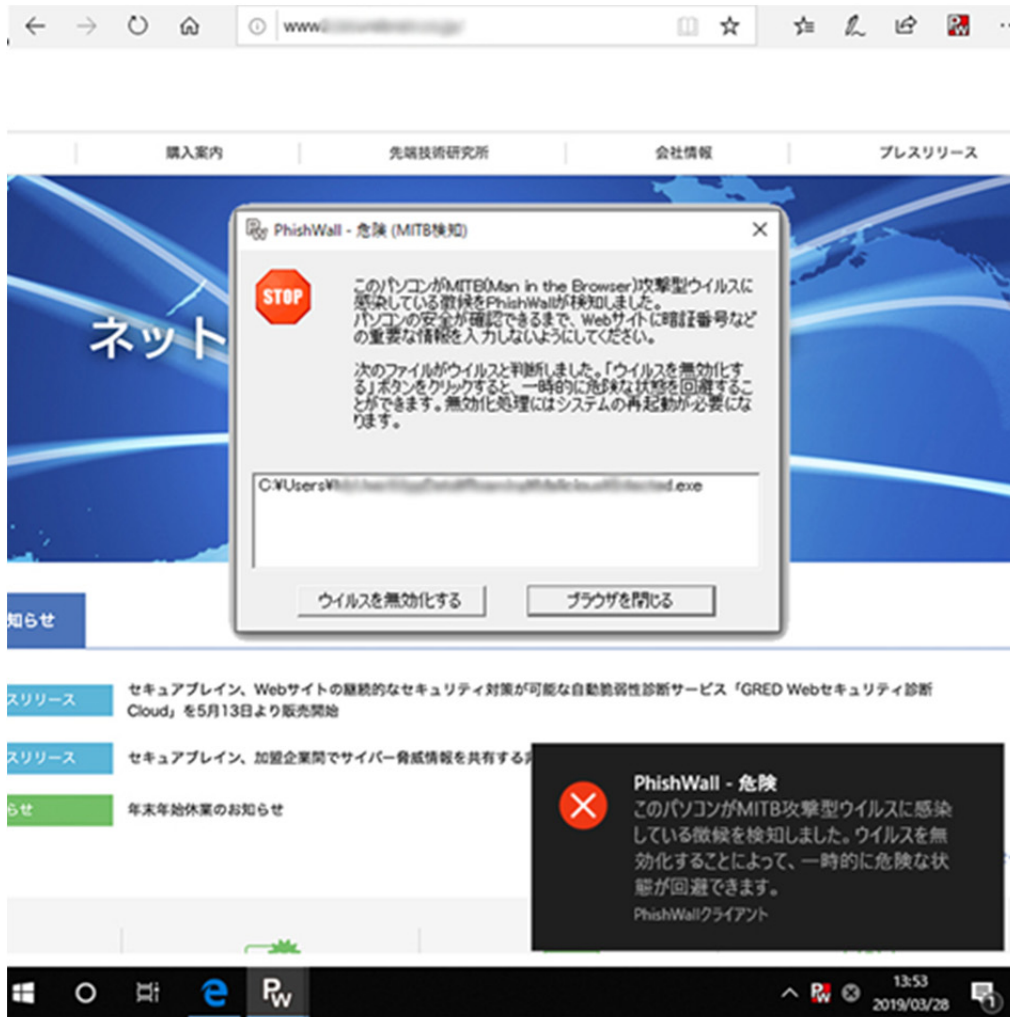 www.
購入案内
先端技術研究所
会社情報
プレスリリース
PhishWall - 危険 (MITB検知)
STOP
このパソコンがMITB(Man in the Browser)攻撃型ウイルスに
感染している徴候をPhishWallが検知しました。
パソコンの安全が確認できるまで、Webサイトに暗証番号など
の重要な情報を入力しないようにしてください。
次のファイルがウイルスと判断しました。「ウイルスを無効化す
る」ボタンをクリックすると、一時的に危険な状態を回避するこ
とができます。無効化処理にはシステムの再起動が必要にな
ります。
C:¥Users¥
d.exe
ウイルスを無効化する
ブラウザを閉じる
ネット
知らせ
スリリース
セキュアブレイン、Webサイトの継続的なセキュリティ対策が可能な自動脆弱性診断サービス「GRED Webセキュリティ診断
Cloud」を5月13日より販売開始
スリリース
セキュアブレイン、加盟企業間でサイバー脅威情報を共有する
らせ
年末年始休業のお知らせ
PhishWall - 危険
このパソコンがMITB攻撃型ウイルスに感染
している徴候を検知しました。ウイルスを無
効化することによって、一時的に危険な状
態が回避できます。
PhishWallクライアント
PW
13:53
2019/03/28
1